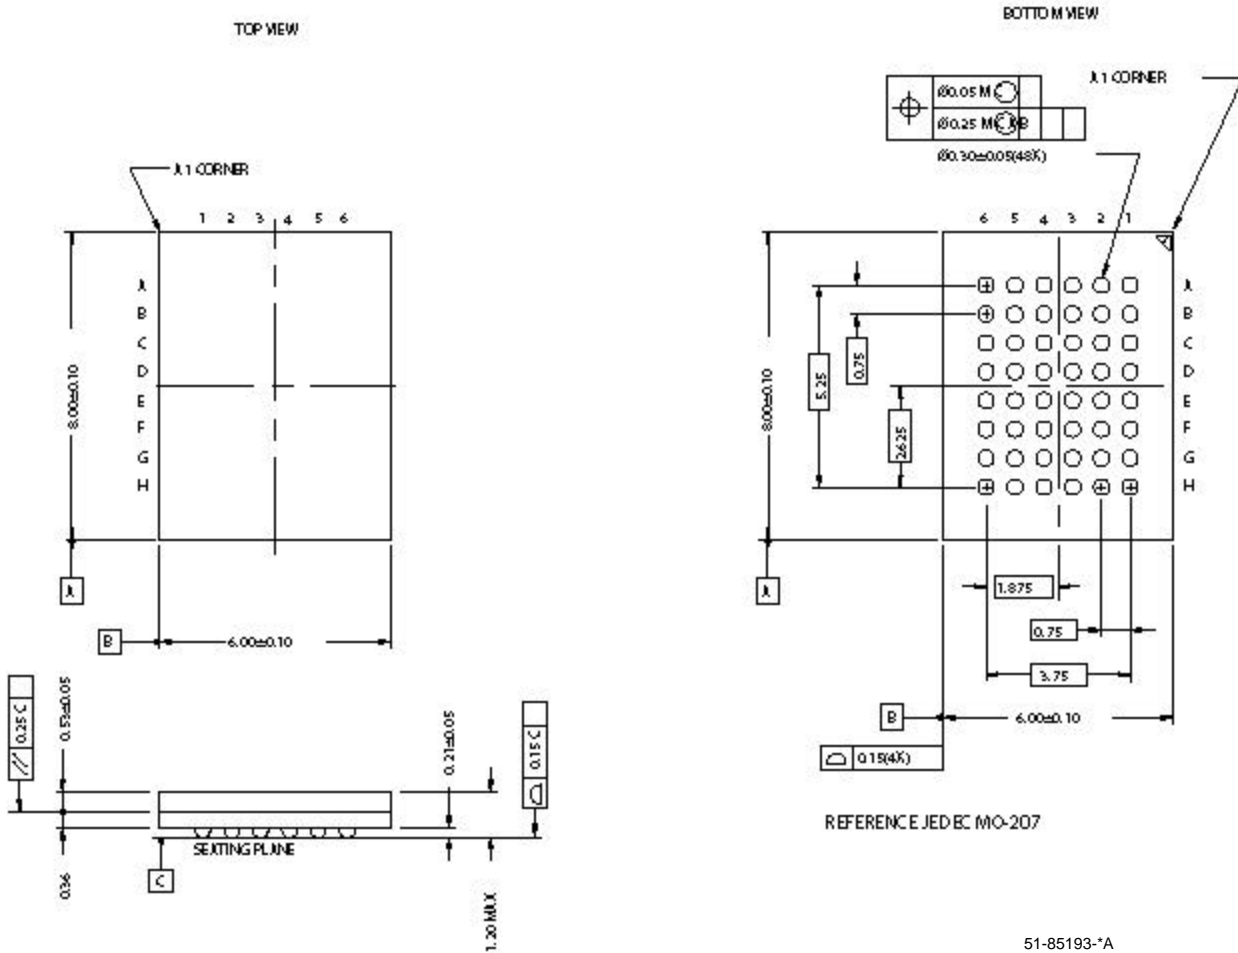 TOP VIEW
BOTTOM VIEW
A1 CORNER
Ø0.05 M C
Ø0.25 M C A B
Ø0.30±0.05(48X)
A1 CORNER
1 2 3 4 5 6
6 5 4 3 2 1
A
B
C
D
E
F
G
H
8.00±0.10
A
B
6.00±0.10
A
B
C
D
E
F
G
H
8.00±0.10
5.25
0.75
2.625
1.875
0.75
3.75
A
B
6.00±0.10
0.15(4X)
0.25 C
0.53±0.05
0.36
0.21±0.05
0.15 C
1.20 MAX
SEATING PLANE
C
REFERENCE JEDEC MO-207
51-85193-*A